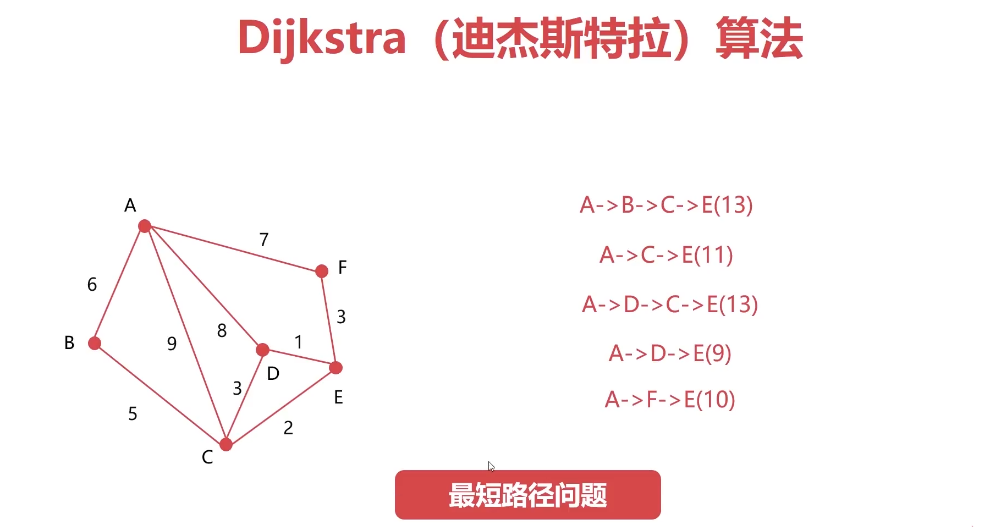 Dijkstra（迪杰斯特拉）算法
A
7
F
6
3
8
1
B
9
D
3
E
5
2
C
A->B->C->E(13)
A->C->E(11)
A->D->C->E(13)
A->D->E(9)
A->F->E(10)
最短路径问题